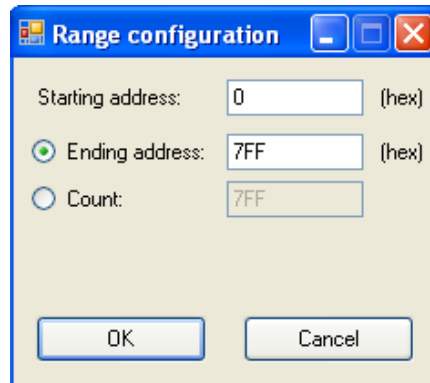 Range configuration
Starting address: 0 (hex)
Ending address: 7FF (hex)
Count: 7FF
OK Cancel